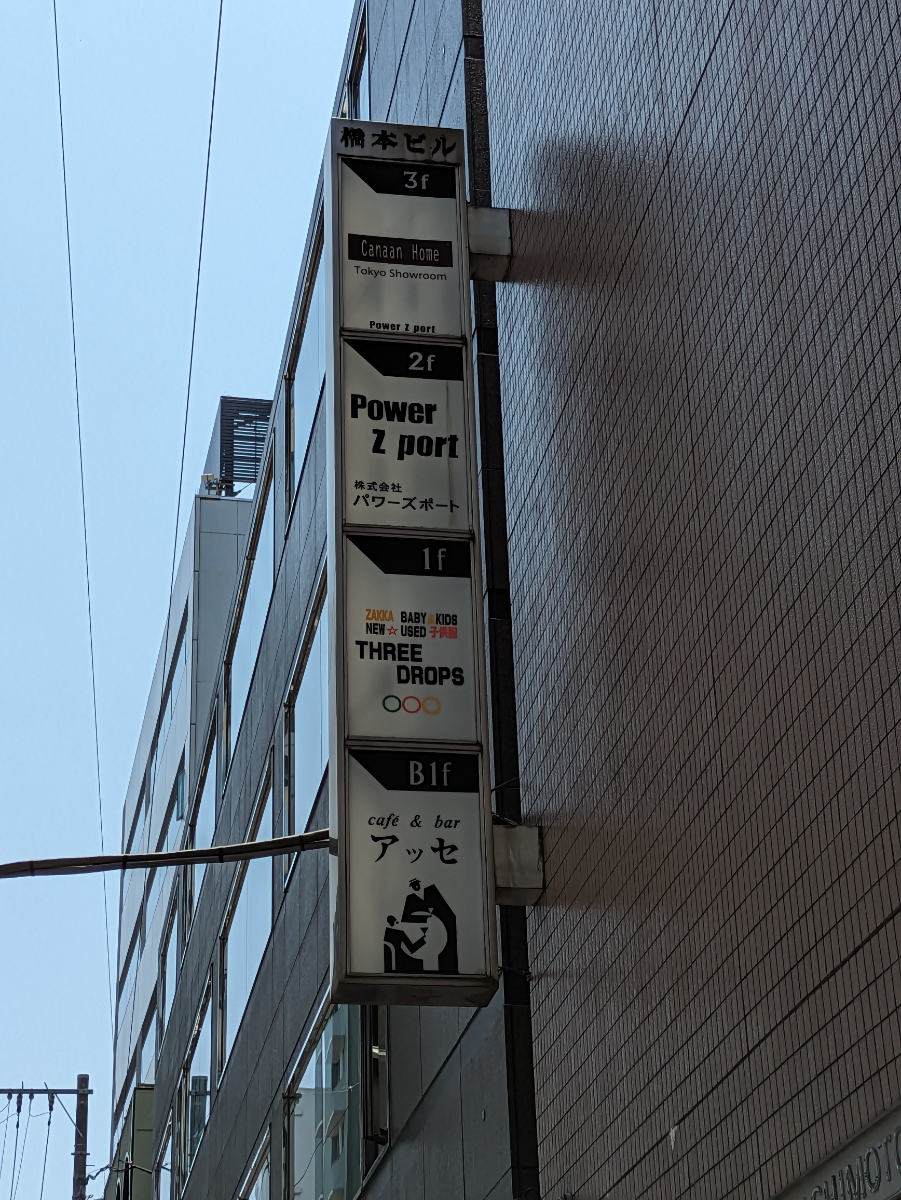 橋本ビル
3f
Canaan Home
Tokyo Showroom
Power Z port
2f
Power
Z port
株式会社
パワーズポート
1f
ZAKKA BABY & KIDS
NEW ☆ USED 子供服
THREE
DROPS
B1f
café & bar
アッセ